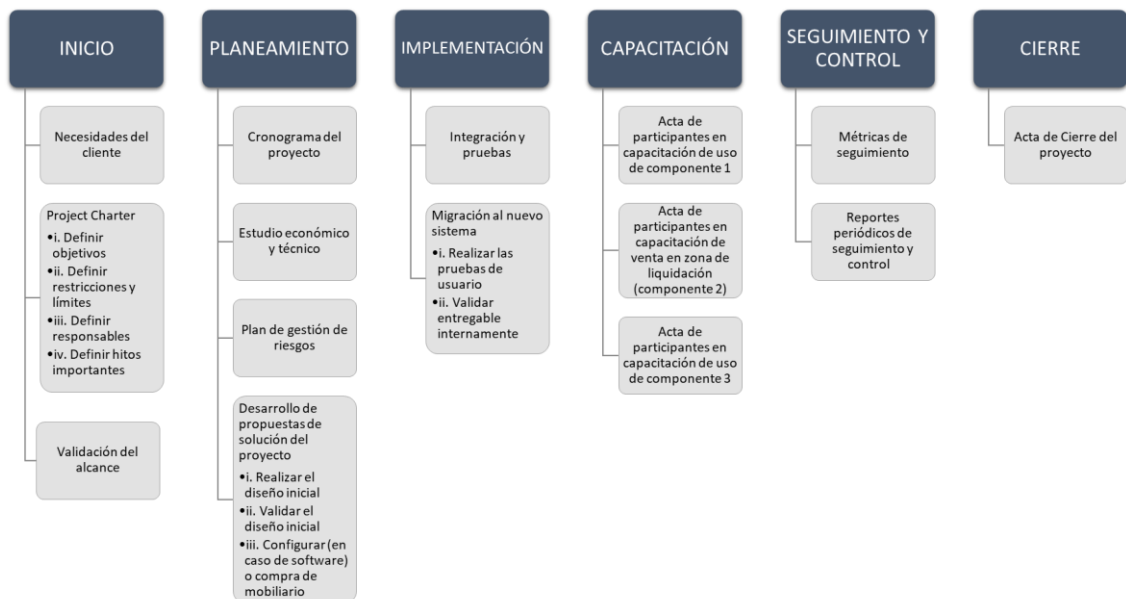 INICIO
Necesidades del
cliente
Project Charter
•i. Definir
objetivos
•ii. Definir
restricciones y
límites
•iii. Definir
responsables
•iv. Definir hitos
importantes
Validación del
alcance
PLANEAMIENTO
Cronograma del
proyecto
Estudio económico
y técnico
Plan de gestión de
riesgos
Desarrollo de
propuestas de
solución del
proyecto
•i. Realizar el
diseño inicial
•ii. Validar el
diseño inicial
•iii. Configurar (en
caso de software)
o compra de
mobiliario
IMPLEMENTACIÓN
Integración y
pruebas
Migración al nuevo
sistema
•i. Realizar las
pruebas de
usuario
•ii. Validar
entregable
internamente
CAPACITACIÓN
Acta de
participantes en
capacitación de uso
de componente 1
Acta de
participantes en
capacitación de
venta en zona de
liquidación
(componente 2)
Acta de
participantes en
capacitación de uso
de componente 3
SEGUIMIENTO Y
CONTROL
Métricas de
seguimiento
Reportes
periódicos de
seguimiento y
control
CIERRE
Acta de Cierre del
proyecto